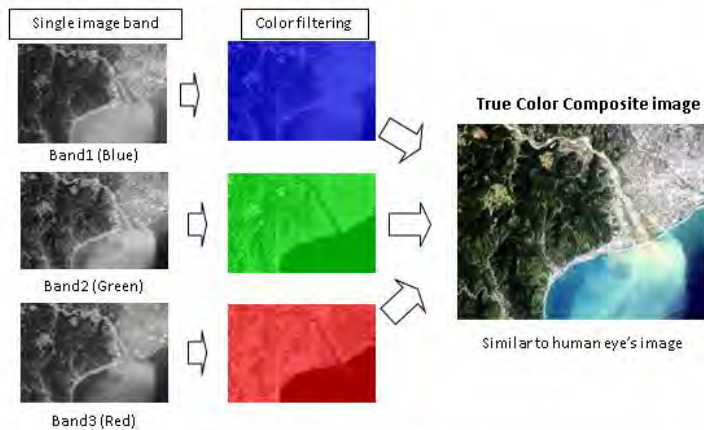 Single image band
Color filtering
Band1 (Blue)
Band2 (Green)
Band3 (Red)
True Color Composite image
Similar to human eye's image